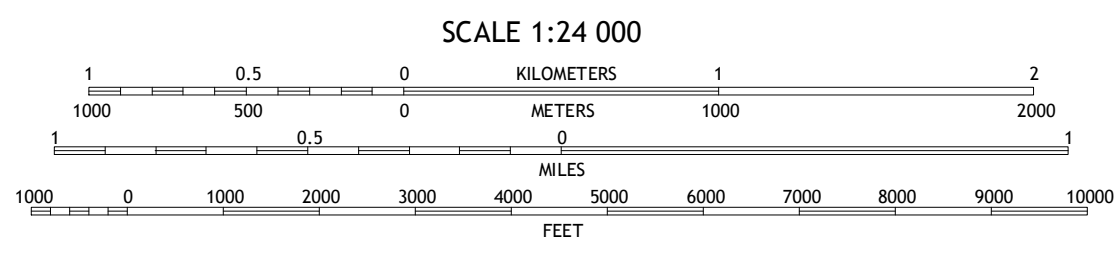 SCALE 1:24 000
1 0.5 0 KILOMETERS 1 2
1000 500 0 METERS 1000 2000
1 0.5 0 1
MILES
1000 0 1000 2000 3000 4000 5000 6000 7000 8000 9000 10000
FEET